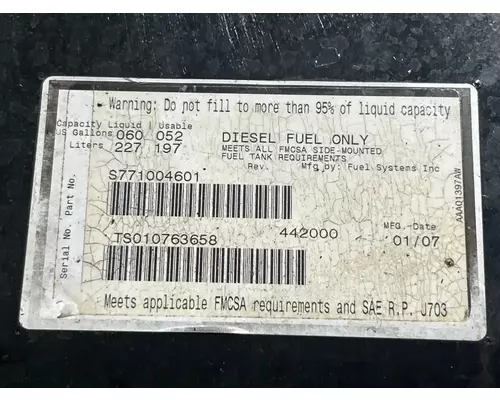 Warning: Do not fill to more than 95% of liquid capacity
Capacity Liquid | Usable
US Gallons 060 052
Liters 227 197
DIESEL FUEL ONLY
MEETS ALL FMCSA SIDE-MOUNTED
FUEL TANK REQUIREMENTS
Rev. Mfg by: Fuel Systems Inc
Part No.
S771004601
Serial No.
TS010763658
442000
MFG.-Date
01/07
AAA01397AW
Meets applicable FMCSA requirements and SAE R.P. J703